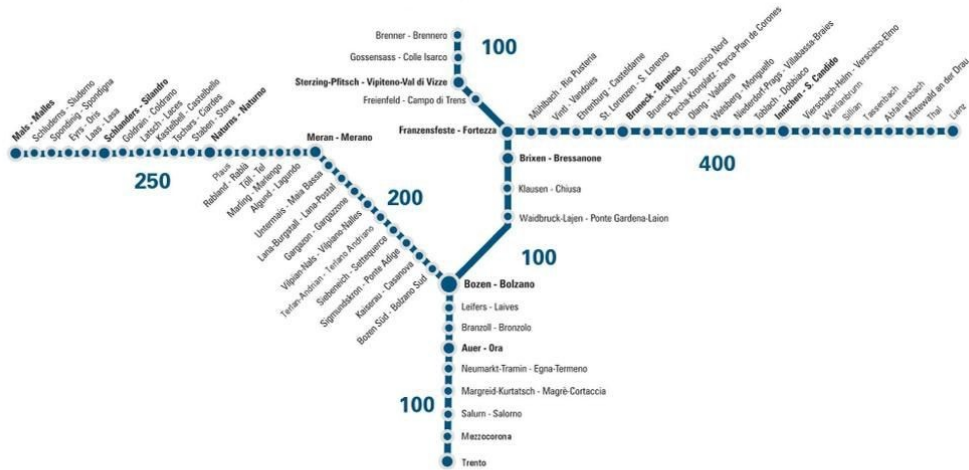 Brenner - Brennero
Gossensass - Colle Isarco
Sterzing-Pfitsch - Vipiteno-Val di Vizze
Freienfeld - Campo di Trens
Franzensfeste - Fortezza
100
Mühlbach - Rio Pusteria
Vintl - Vandoies
Ehrenburg - Casteldarne
St. Lorenzen - S. Lorenzo
Bruneck - Brunico
Bruneck Nord - Brunico Nord
Percha Kronplatz - Perca-Plan de Corones
Olang - Valdaora
Welsberg - Monguelfo
Niederdorf-Prags - Villabassa-Braies
Toblach - Dobbiaco
Innichen - S. Candido
Vierschach-Helm - Versciaco-Elmo
Weitlanbrunn
Sillian
Tassenbach
Abfaltersbach
Mittewald an der Drau
Thal
Lienz
400
Mals - Malles
Schluderns - Sluderno
Spondinig - Spondigna
Eyrs - Oris
Laas - Lasa
Schlanders - Silandro
Goldrain - Coldrano
Latsch - Laces
Kastelbell - Castelbello
Tschars - Ciardes
Staben - Stava
Naturns - Naturno
Plaus
Rabland - Rablà
Töll - Tel
Marling - Marlengo
Algund - Lagundo
Meran - Merano
250
Untermais - Maia Bassa
Lana-Burgstall - Lana-Postal
Gargazon - Gargazzone
Vilpian-Nals - Vilpiano-Nalles
Terlan-Andrian - Terlano Andriano
Siebeneich - Settequerce
Sigmundskron - Ponte Adige
Kaiserau - Casanova
Bozen Süd - Bolzano Sud
200
Brixen - Bressanone
Klausen - Chiusa
Waidbruck-Lajen - Ponte Gardena-Laion
100
Bozen - Bolzano
Leifers - Laives
Branzoll - Bronzolo
Auer - Ora
Neumarkt-Tramin - Egna-Termeno
Margreid-Kurtatsch - Magrè-Cortaccia
Salurn - Salorno
Mezzocorona
Trento
100